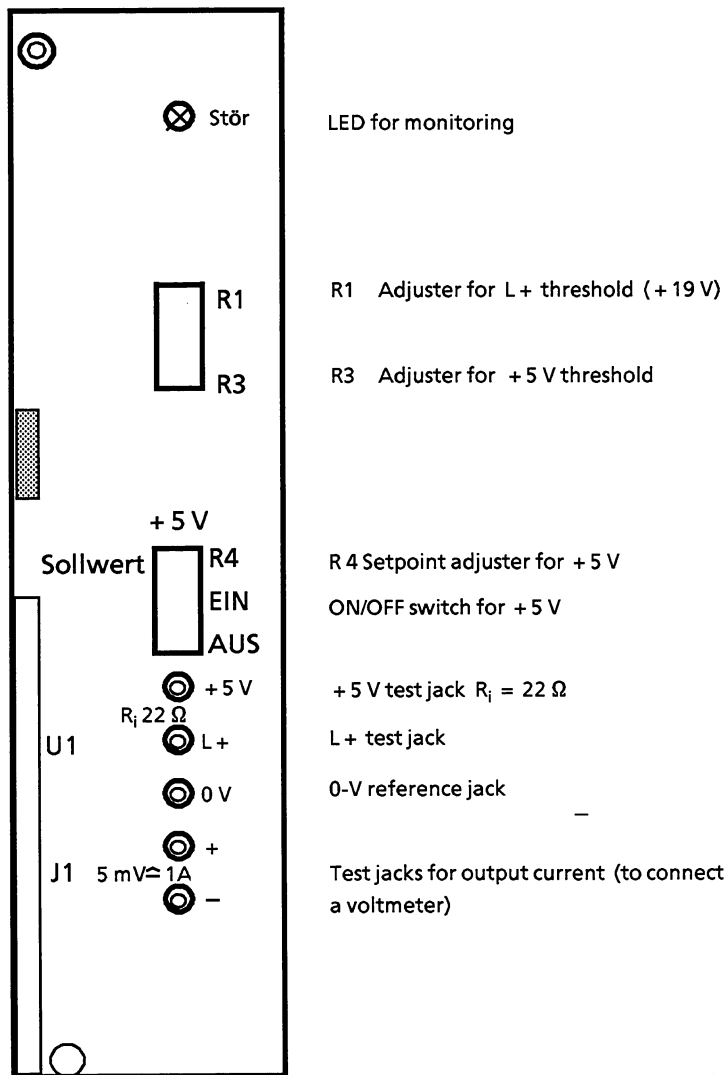 Stör
LED for monitoring
R1
R1 Adjuster for L+ threshold (+19 V)
R3
R3 Adjuster for +5 V threshold
+5 V
Sollwert
R4
R 4 Setpoint adjuster for +5 V
EIN
ON/OFF switch for +5 V
AUS
+5 V
+5 V test jack Ri = 22 Ω
Ri 22 Ω
U1
L+
L+ test jack
0 V
0-V reference jack
+
J1
5 mV ≙ 1A
Test jacks for output current (to connect
a voltmeter)
–